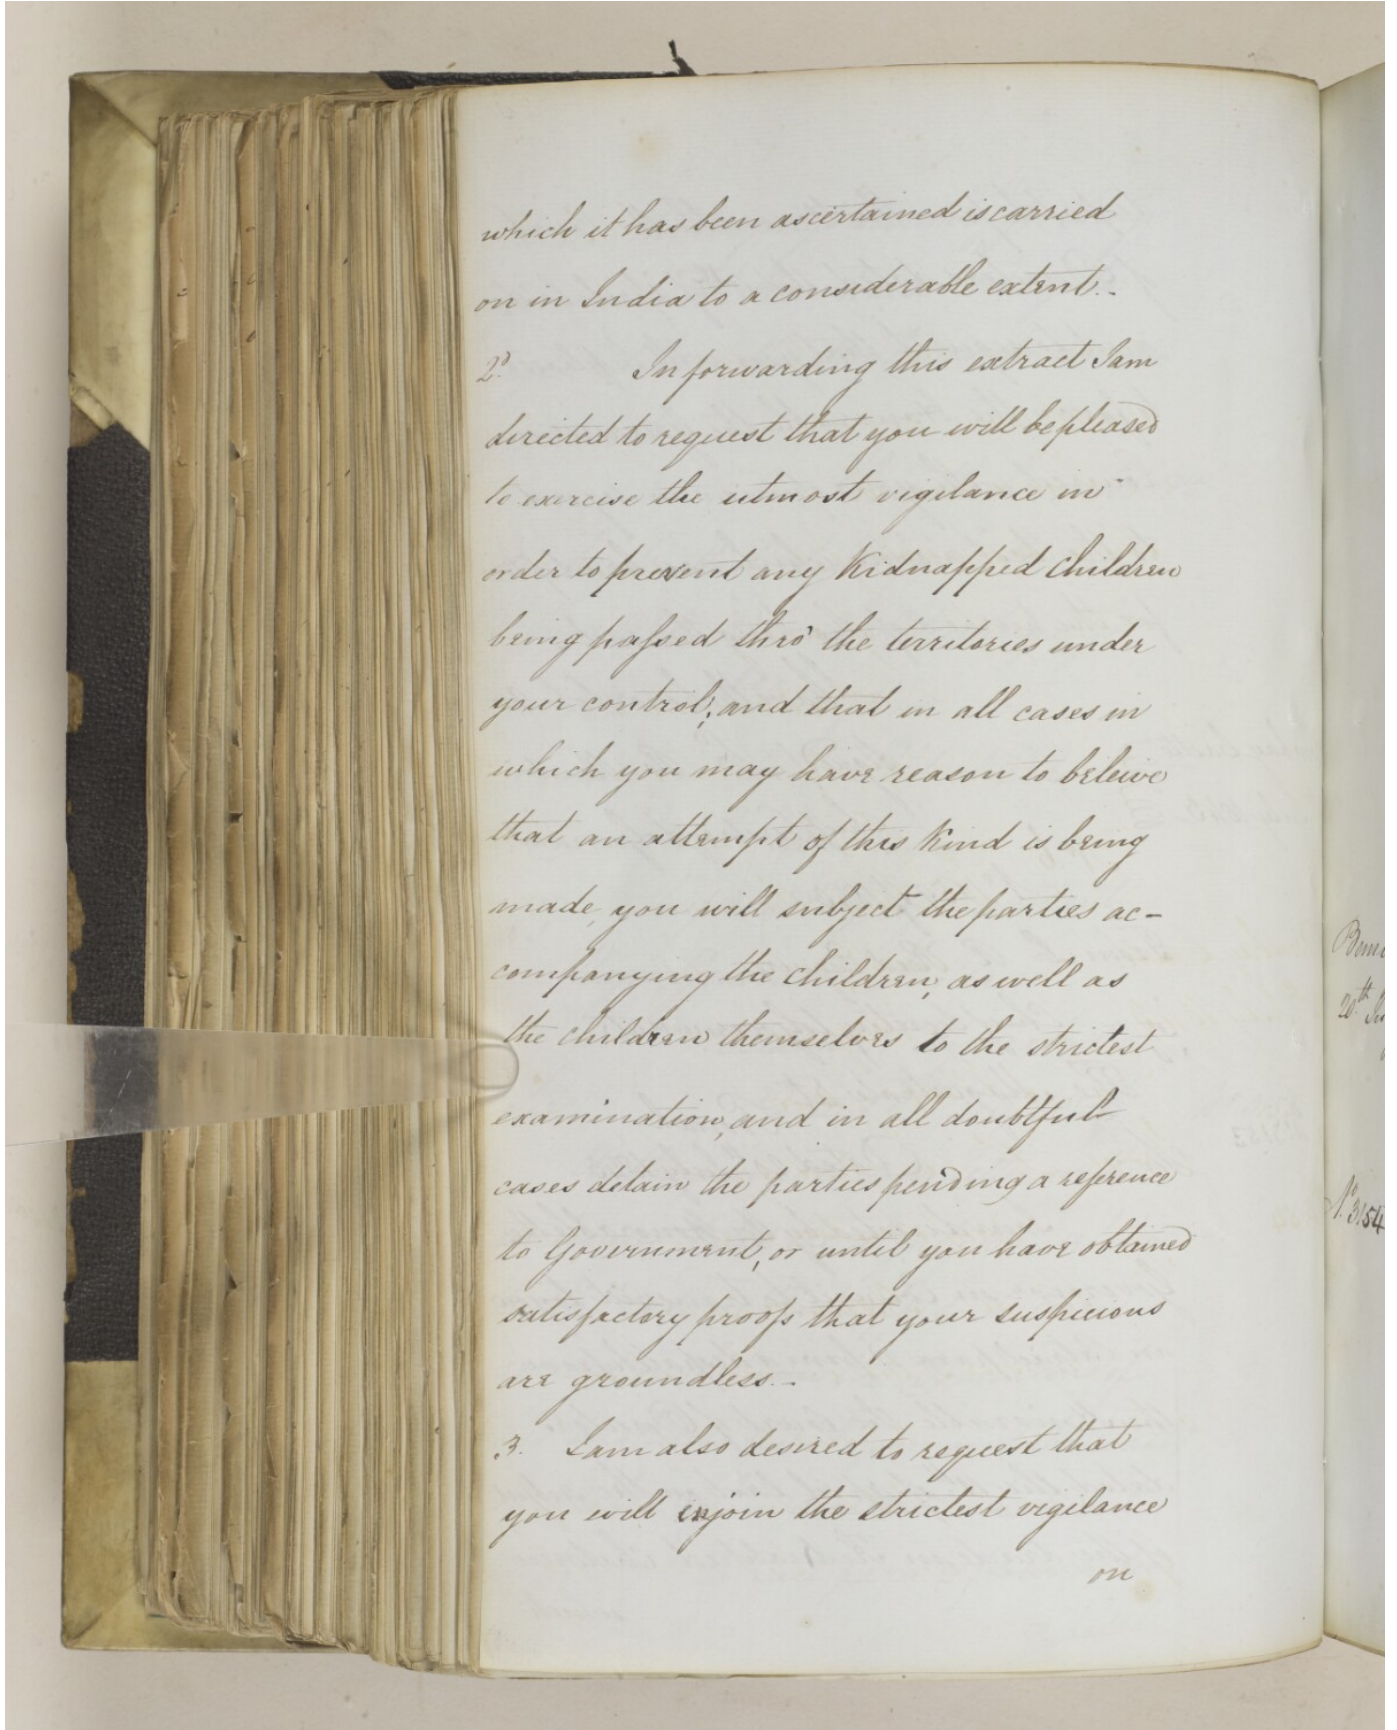 which it has been ascertained is carried
on in India to a considerable extent.-
2d. In forwarding this extract I am
directed to request that you will be pleased
to exercise the utmost vigilance in
order to prevent any Kidnapped Children
being passed thro' the territories under
your control; and that in all cases in
which you may have reason to beleive
that an attempt of this Kind is being
made, you will subject the parties ac-
companying the Children, as well as
the Children themselves to the strictest
examination, and in all doubtful
cases detain the parties pending a reference
to Government, or until you have obtained
satisfactory proofs that your suspicions
are groundless.-
3. I am also desired to request that
you will injoin the strictest vigilance
on
20th
No. 3154